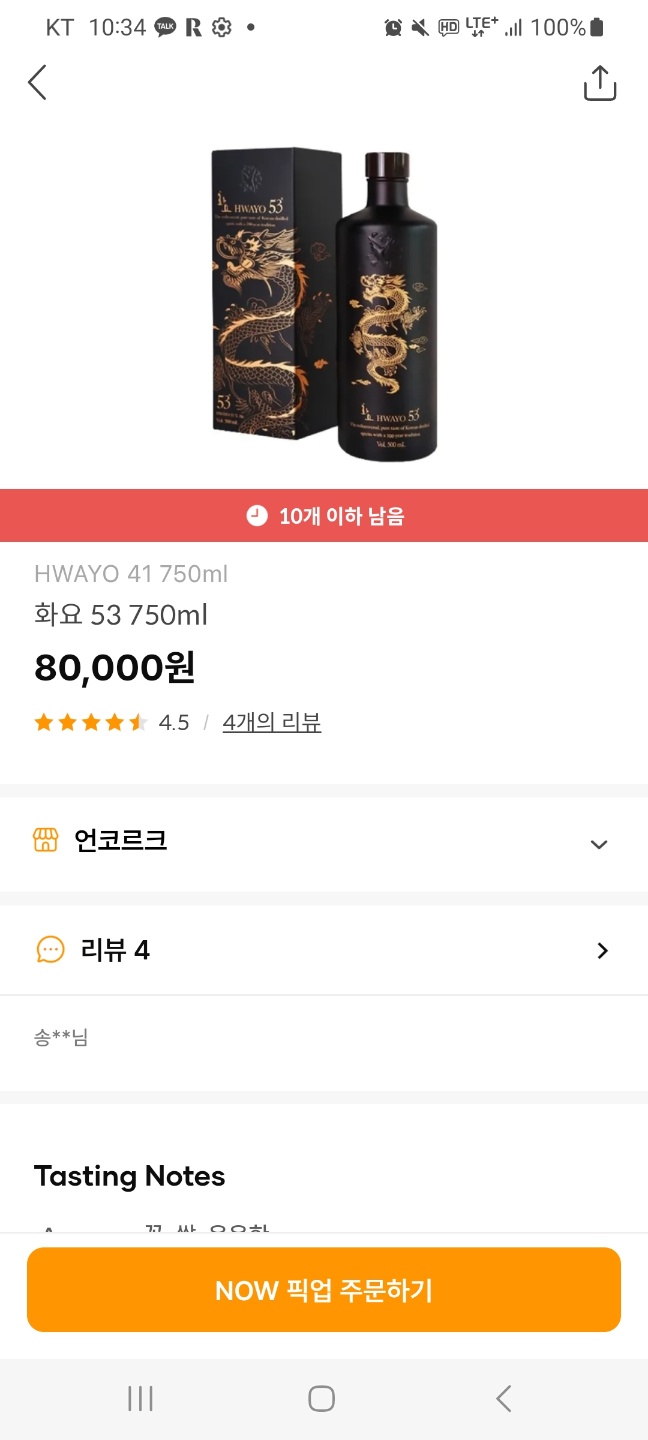 KT 10:34
TALK
R
HD LTE+ 100%
HWAYO 53°
53°
HWAYO 53°
Vol. 500 mL
10개 이하 남음
HWAYO 41 750ml
화요 53 750ml
80,000원
4.5 / 4개의 리뷰
언코르크
리뷰 4
송**님
Tasting Notes
NOW 픽업 주문하기